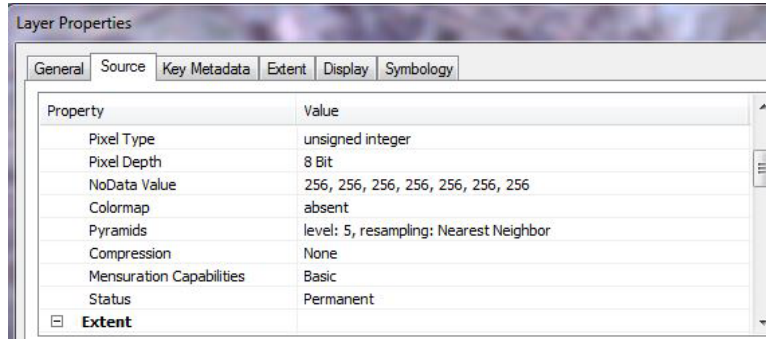 Layer Properties
General Source Key Metadata Extent Display Symbology
Property Value
Pixel Type unsigned integer
Pixel Depth 8 Bit
NoData Value 256, 256, 256, 256, 256, 256, 256
Colormap absent
Pyramids level: 5, resampling: Nearest Neighbor
Compression None
Mensuration Capabilities Basic
Status Permanent
Extent